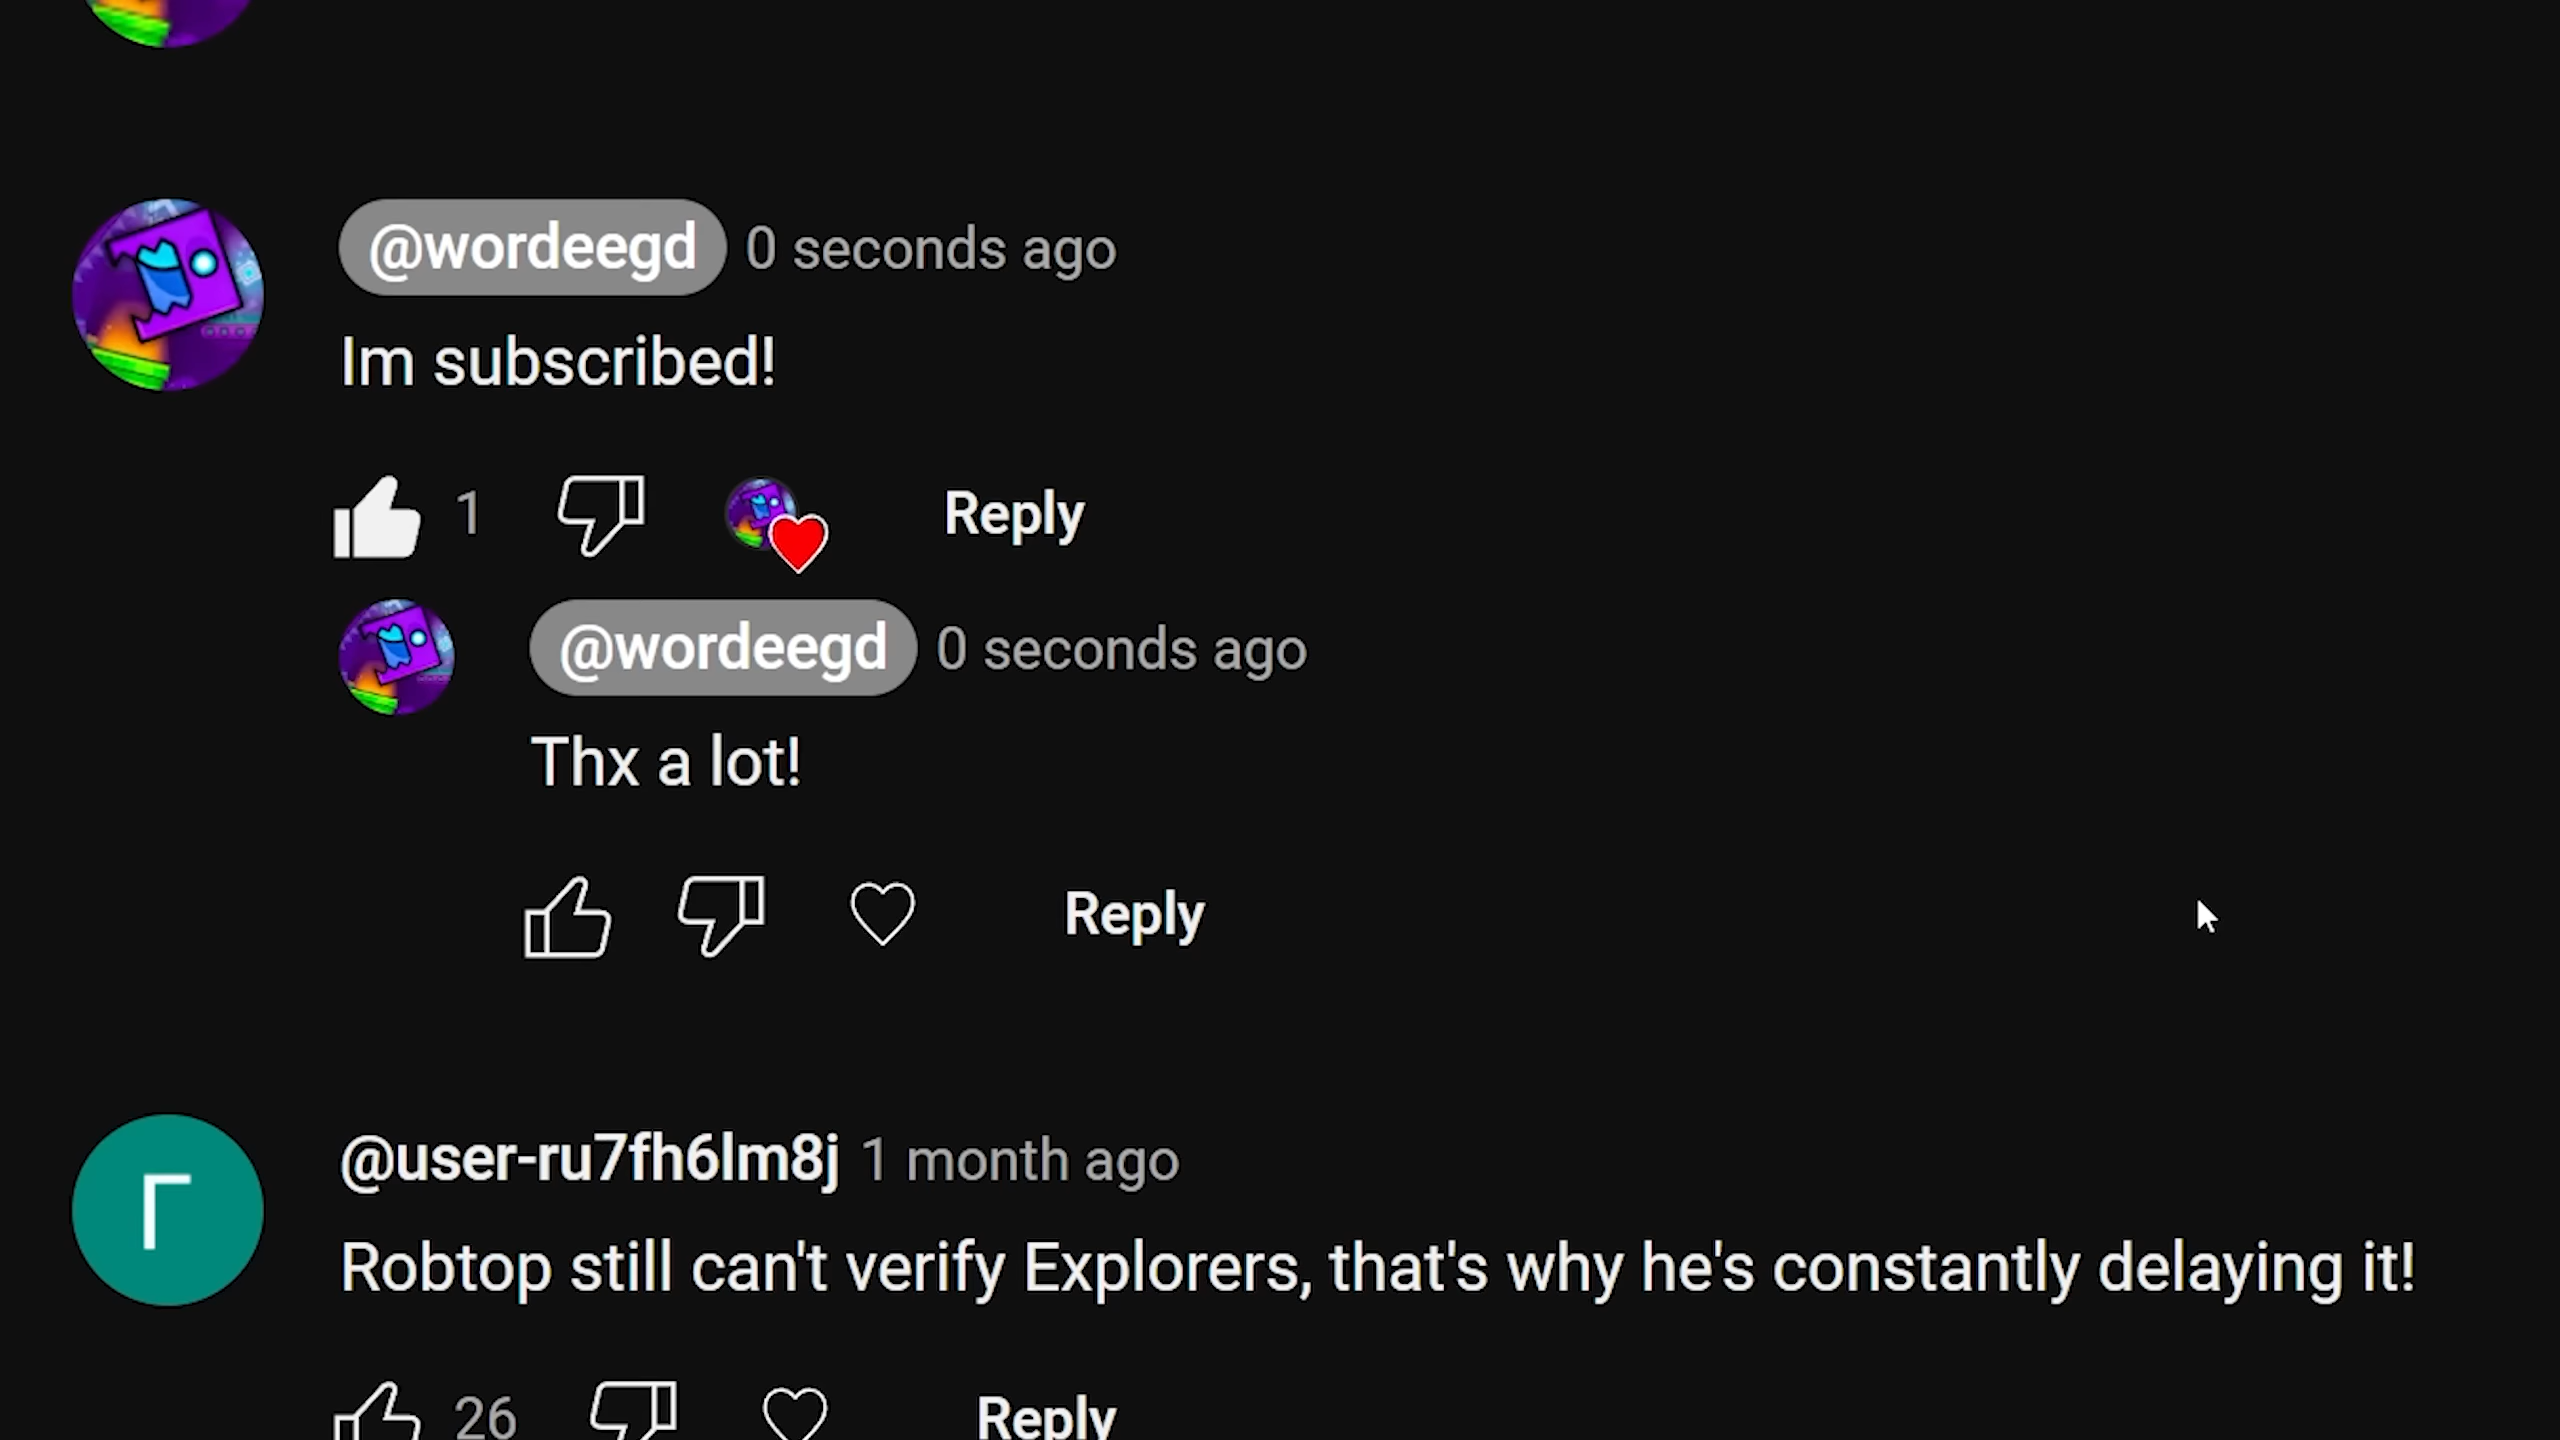 @wordeegd 0 seconds ago
Im subscribed!
1 Reply
@wordeegd 0 seconds ago
Thx a lot!
Reply
Г
@user-ru7fh6lm8j 1 month ago
Robtop still can't verify Explorers, that's why he's constantly delaying it!
26 Reply